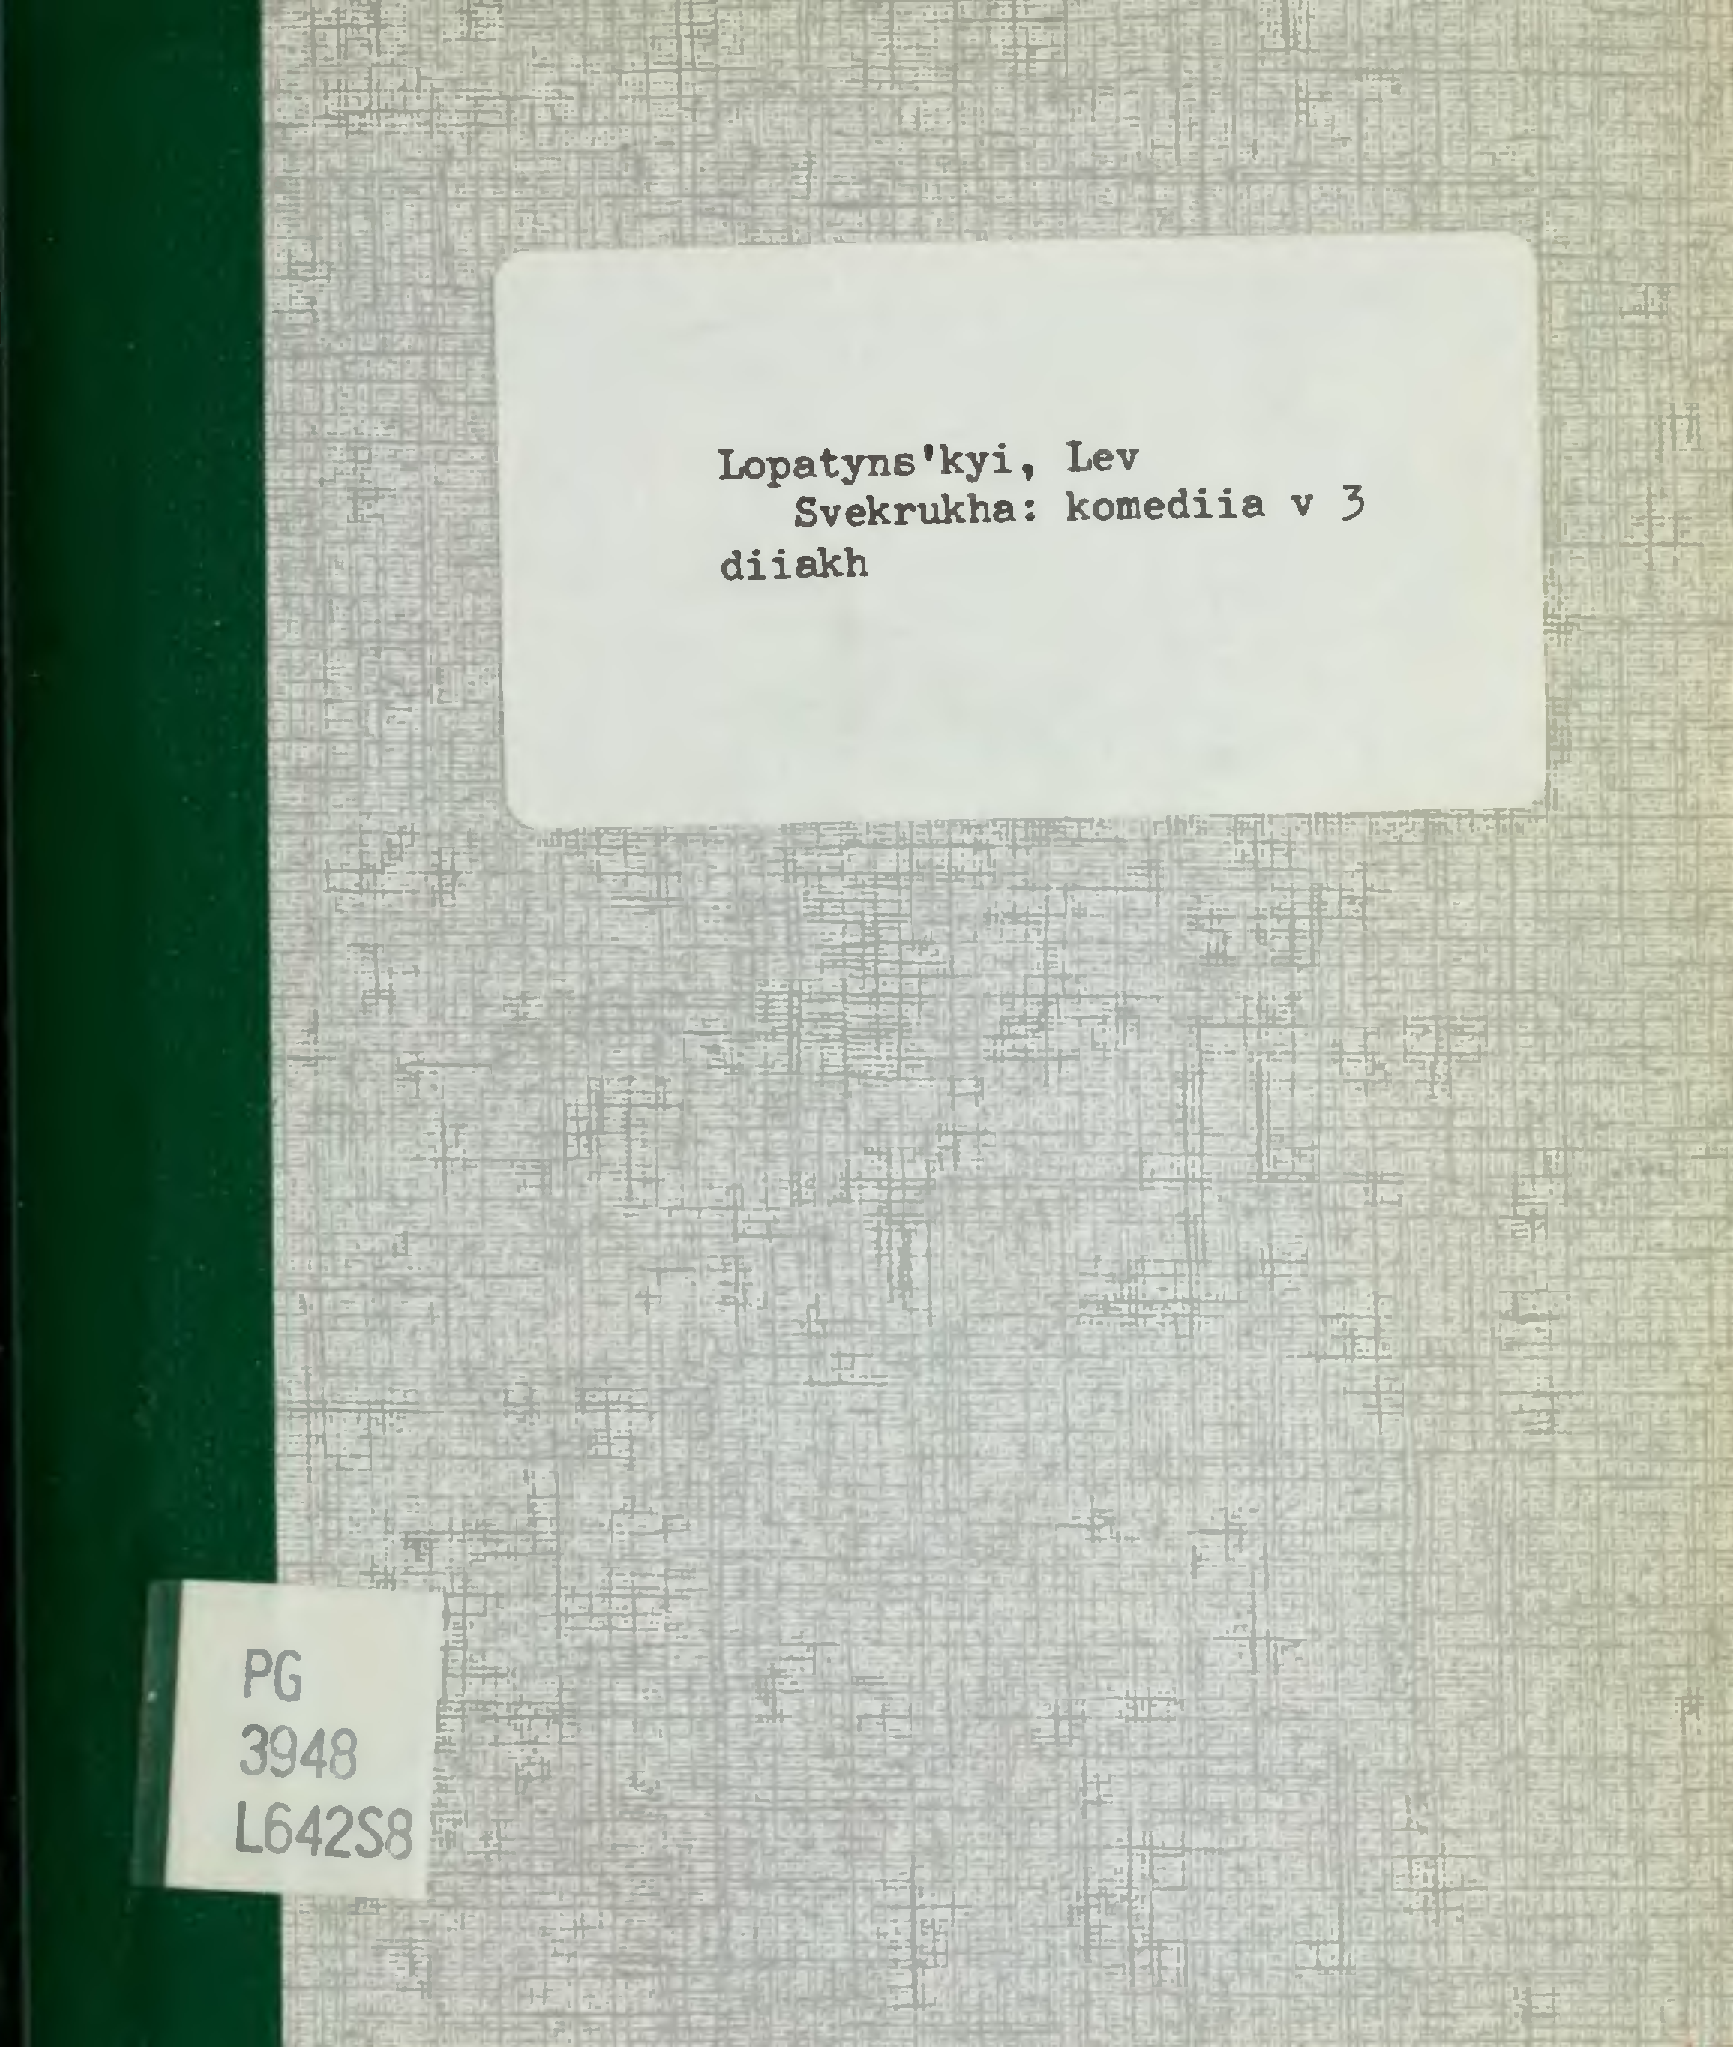 Lopatyns'kyi, Lev
Svekrukha: komediia v 3
diiakh
PG
3948
L642S8